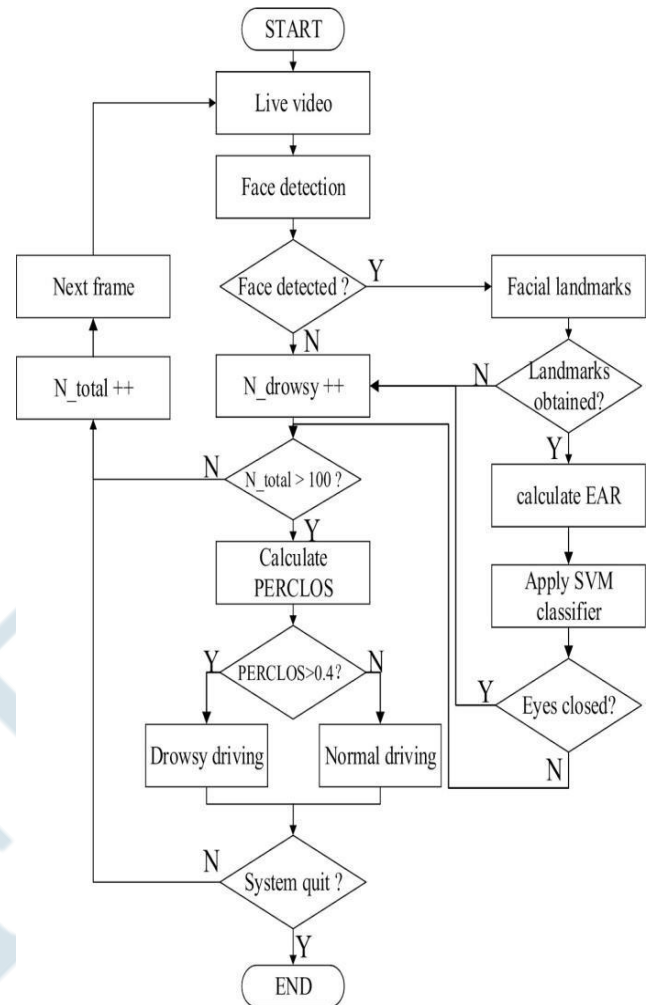 START
Live video
Face detection
Face detected ?
Y
N
Next frame
Facial landmarks
N_total ++
N_drowsy ++
N
Landmarks
obtained?
Y
N_total > 100 ?
N
Y
calculate EAR
Calculate
PERCLOS
Apply SVM
classifier
PERCLOS>0.4 ?
Y
N
Eyes closed?
Y
N
Drowsy driving
Normal driving
System quit ?
N
Y
END